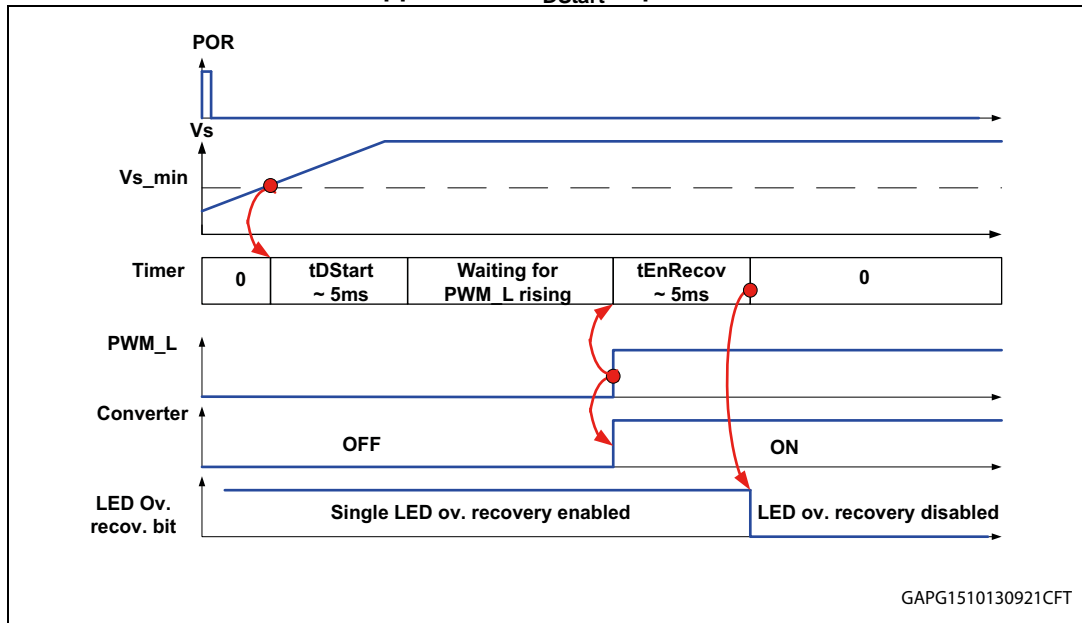 DStart
POR
Vs
Vs_min
Timer
0
tDStart
~ 5ms
Waiting for
PWM_L rising
tEnRecov
~ 5ms
0
PWM_L
Converter
OFF
ON
LED Ov.
recov. bit
Single LED ov. recovery enabled
LED ov. recovery disabled
GAPG1510130921CFT